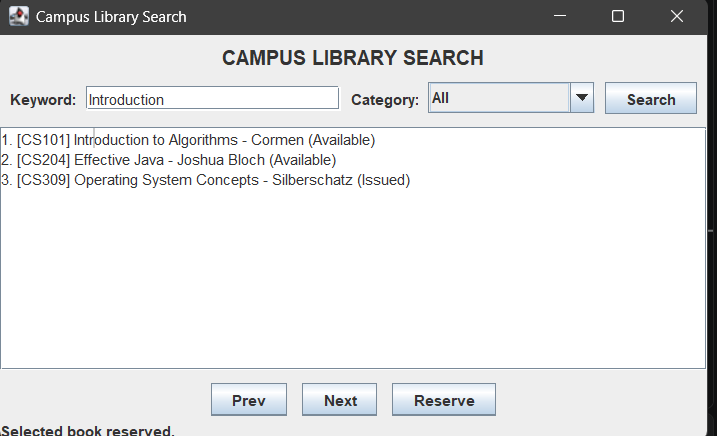 Campus Library Search
CAMPUS LIBRARY SEARCH
Keyword: Introduction Category: All Search
1. [CS101] Introduction to Algorithms - Cormen (Available)
2. [CS204] Effective Java - Joshua Bloch (Available)
3. [CS309] Operating System Concepts - Silberschatz (Issued)
Prev Next Reserve
Selected book reserved.